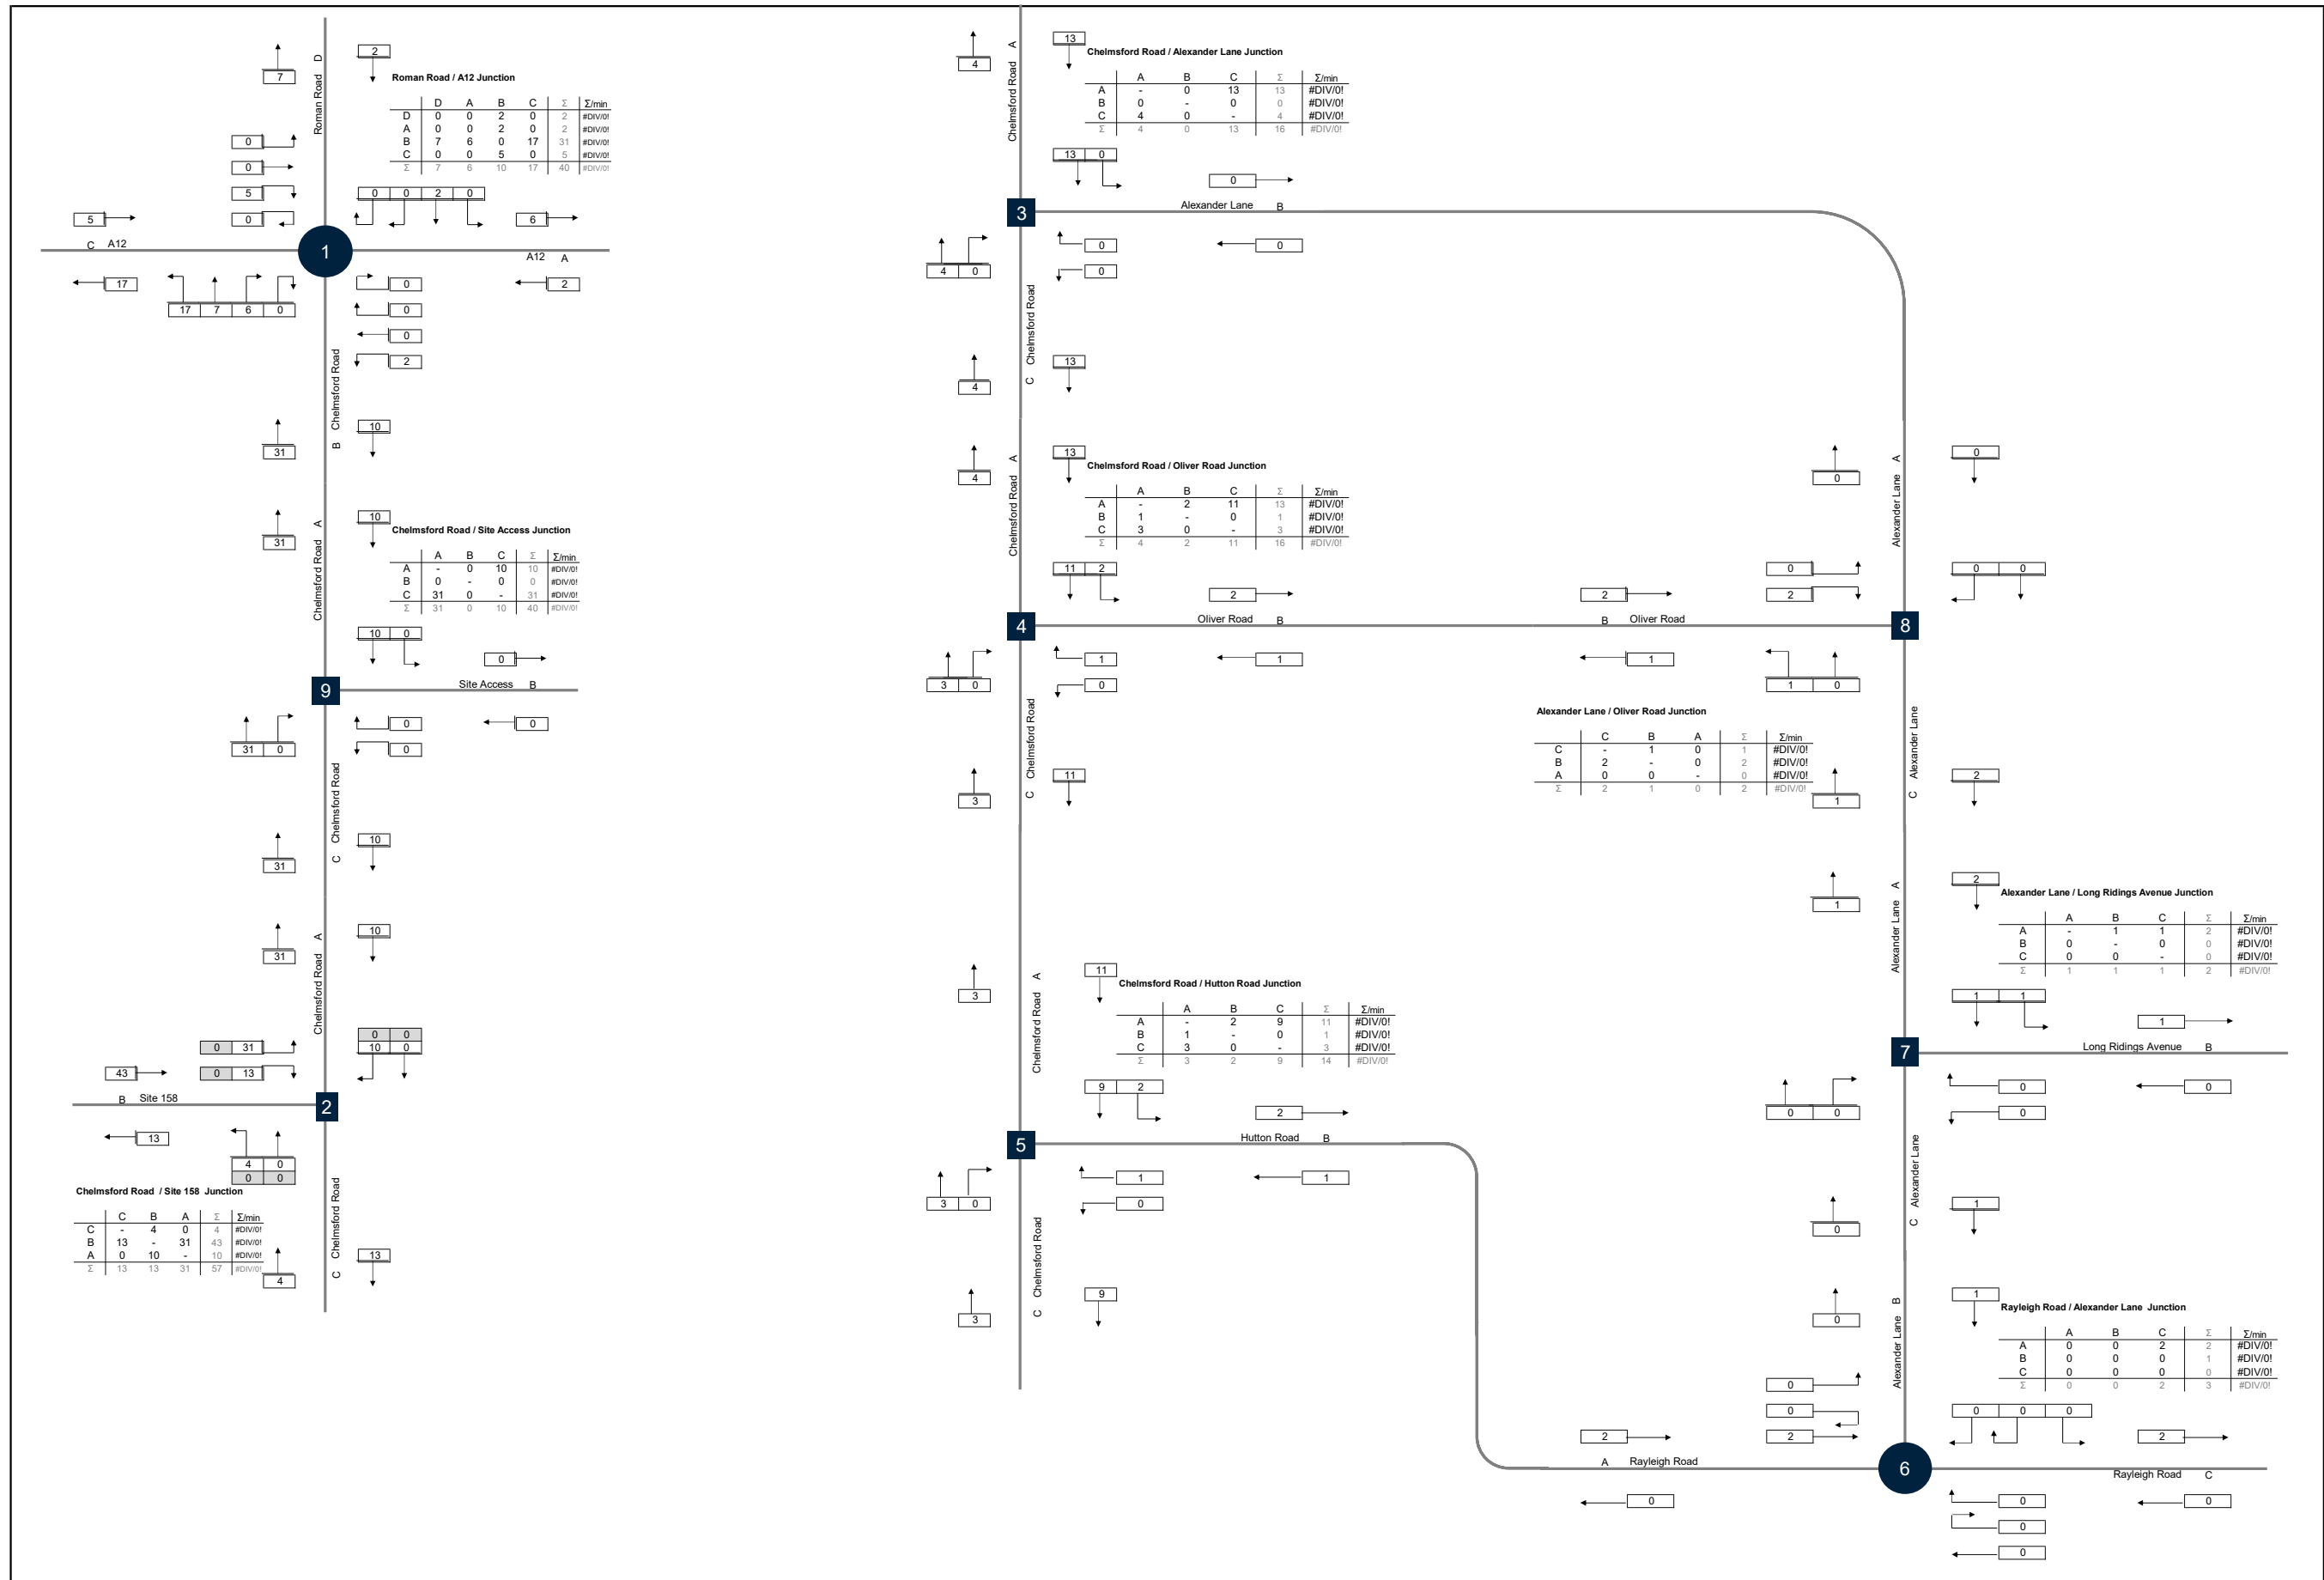 Roman Road D
7
2
Roman Road / A12 Junction
D A B C Σ Σ/min
D 0 0 2 0 2 #DIV/0!
A 0 0 2 0 2 #DIV/0!
B 7 6 0 17 31 #DIV/0!
C 0 0 5 0 5 #DIV/0!
Σ 7 6 10 17 40 #DIV/0!
0
0
5
0
0 0 2 0
5
6
C A12
1
A12 A
17
17 7 6 0
0
0
0
2
2
B Chelmsford Road
31
10
Chelmsford Road A
31
10
Chelmsford Road / Site Access Junction
A B C Σ Σ/min
A - 0 10 10 #DIV/0!
B 0 - 0 0 #DIV/0!
C 31 0 - 31 #DIV/0!
Σ 31 0 10 40 #DIV/0!
10 0
0
9
Site Access B
31 0
0
0
0
C Chelmsford Road
31
10
Chelmsford Road A
31
10
0 31
0 13
0 0
10 0
43
B Site 158
2
13
4 0
0 0
Chelmsford Road / Site 158 Junction
C B A Σ Σ/min
C - 4 0 4 #DIV/0!
B 13 - 31 43 #DIV/0!
A 0 10 - 10 #DIV/0!
Σ 13 13 31 57 #DIV/0!
C Chelmsford Road
4
13
Chelmsford Road A
4
13
Chelmsford Road / Alexander Lane Junction
A B C Σ Σ/min
A - 0 13 13 #DIV/0!
B 0 - 0 0 #DIV/0!
C 4 0 - 4 #DIV/0!
Σ 4 0 13 16 #DIV/0!
13 0
0
3
Alexander Lane B
4 0
0
0
0
C Chelmsford Road
4
13
Chelmsford Road A
4
13
Chelmsford Road / Oliver Road Junction
A B C Σ Σ/min
A - 2 11 13 #DIV/0!
B 1 - 0 1 #DIV/0!
C 3 0 - 3 #DIV/0!
Σ 4 2 11 16 #DIV/0!
11 2
2
4
Oliver Road B
3 0
1
0
1
C Chelmsford Road
3
11
Chelmsford Road A
3
11
Chelmsford Road / Hutton Road Junction
A B C Σ Σ/min
A - 2 9 11 #DIV/0!
B 1 - 0 1 #DIV/0!
C 3 0 - 3 #DIV/0!
Σ 3 2 9 14 #DIV/0!
9 2
2
5
Hutton Road B
3 0
1
0
1
C Chelmsford Road
3
9
Alexander Lane A
0
0
0
2
0 0
2
B Oliver Road
8
1
1 0
Alexander Lane / Oliver Road Junction
C B A Σ Σ/min
C - 1 0 1 #DIV/0!
B 2 - 0 2 #DIV/0!
A 0 0 - 0 #DIV/0!
Σ 2 1 0 2 #DIV/0!
C Alexander Lane
1
2
Alexander Lane A
1
2
Alexander Lane / Long Ridings Avenue Junction
A B C Σ Σ/min
A - 1 1 2 #DIV/0!
B 0 - 0 0 #DIV/0!
C 0 0 - 0 #DIV/0!
Σ 1 1 1 2 #DIV/0!
1 1
1
7
Long Ridings Avenue B
0 0
0
0
0
C Alexander Lane
0
1
Alexander Lane B
0
1
Rayleigh Road / Alexander Lane Junction
A B C Σ Σ/min
A 0 0 2 2 #DIV/0!
B 0 0 0 1 #DIV/0!
C 0 0 0 0 #DIV/0!
Σ 0 0 2 3 #DIV/0!
0
0
2
0 0 0
2
2
A Rayleigh Road
6
Rayleigh Road C
0
0
0
0
0